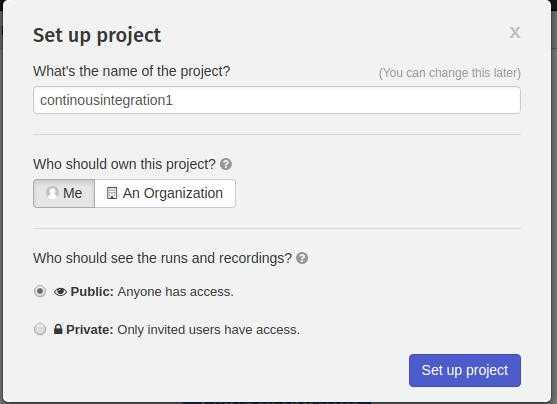 Set up project
X
What's the name of the project? (You can change this later)
continousintegration1
Who should own this project? ?
Me An Organization
Who should see the runs and recordings? ?
Public: Anyone has access.
Private: Only invited users have access.
Set up project